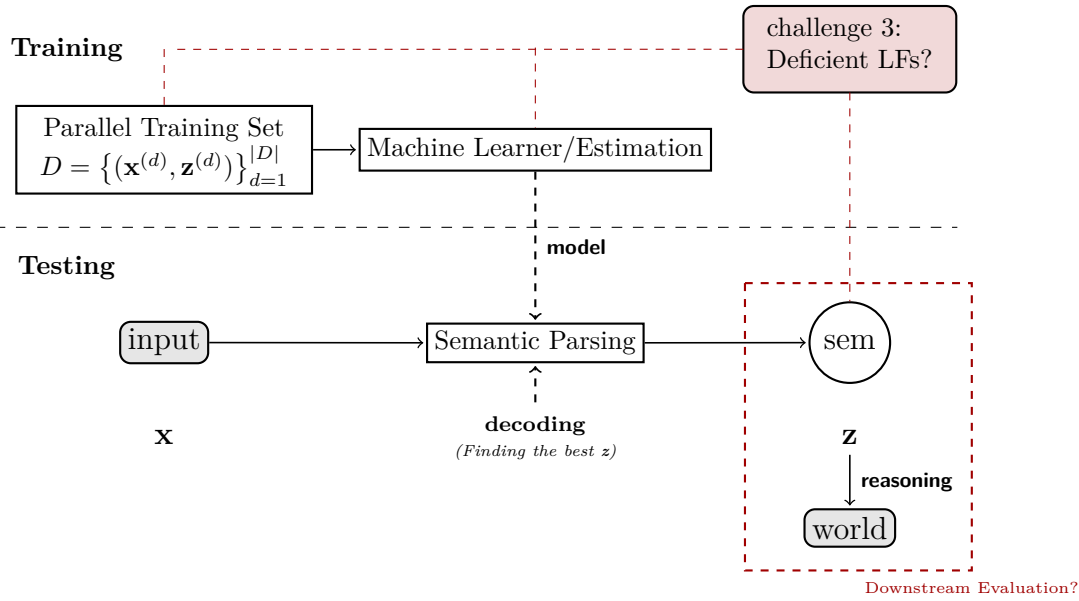 Training
challenge 3:
Deficient LFs?
Parallel Training Set
D = {(x^(d), z^(d))}_{d=1}^{|D|}
Machine Learner/Estimation
model
Testing
input
Semantic Parsing
sem
decoding
(Finding the best z)
x
z
reasoning
world
Downstream Evaluation?